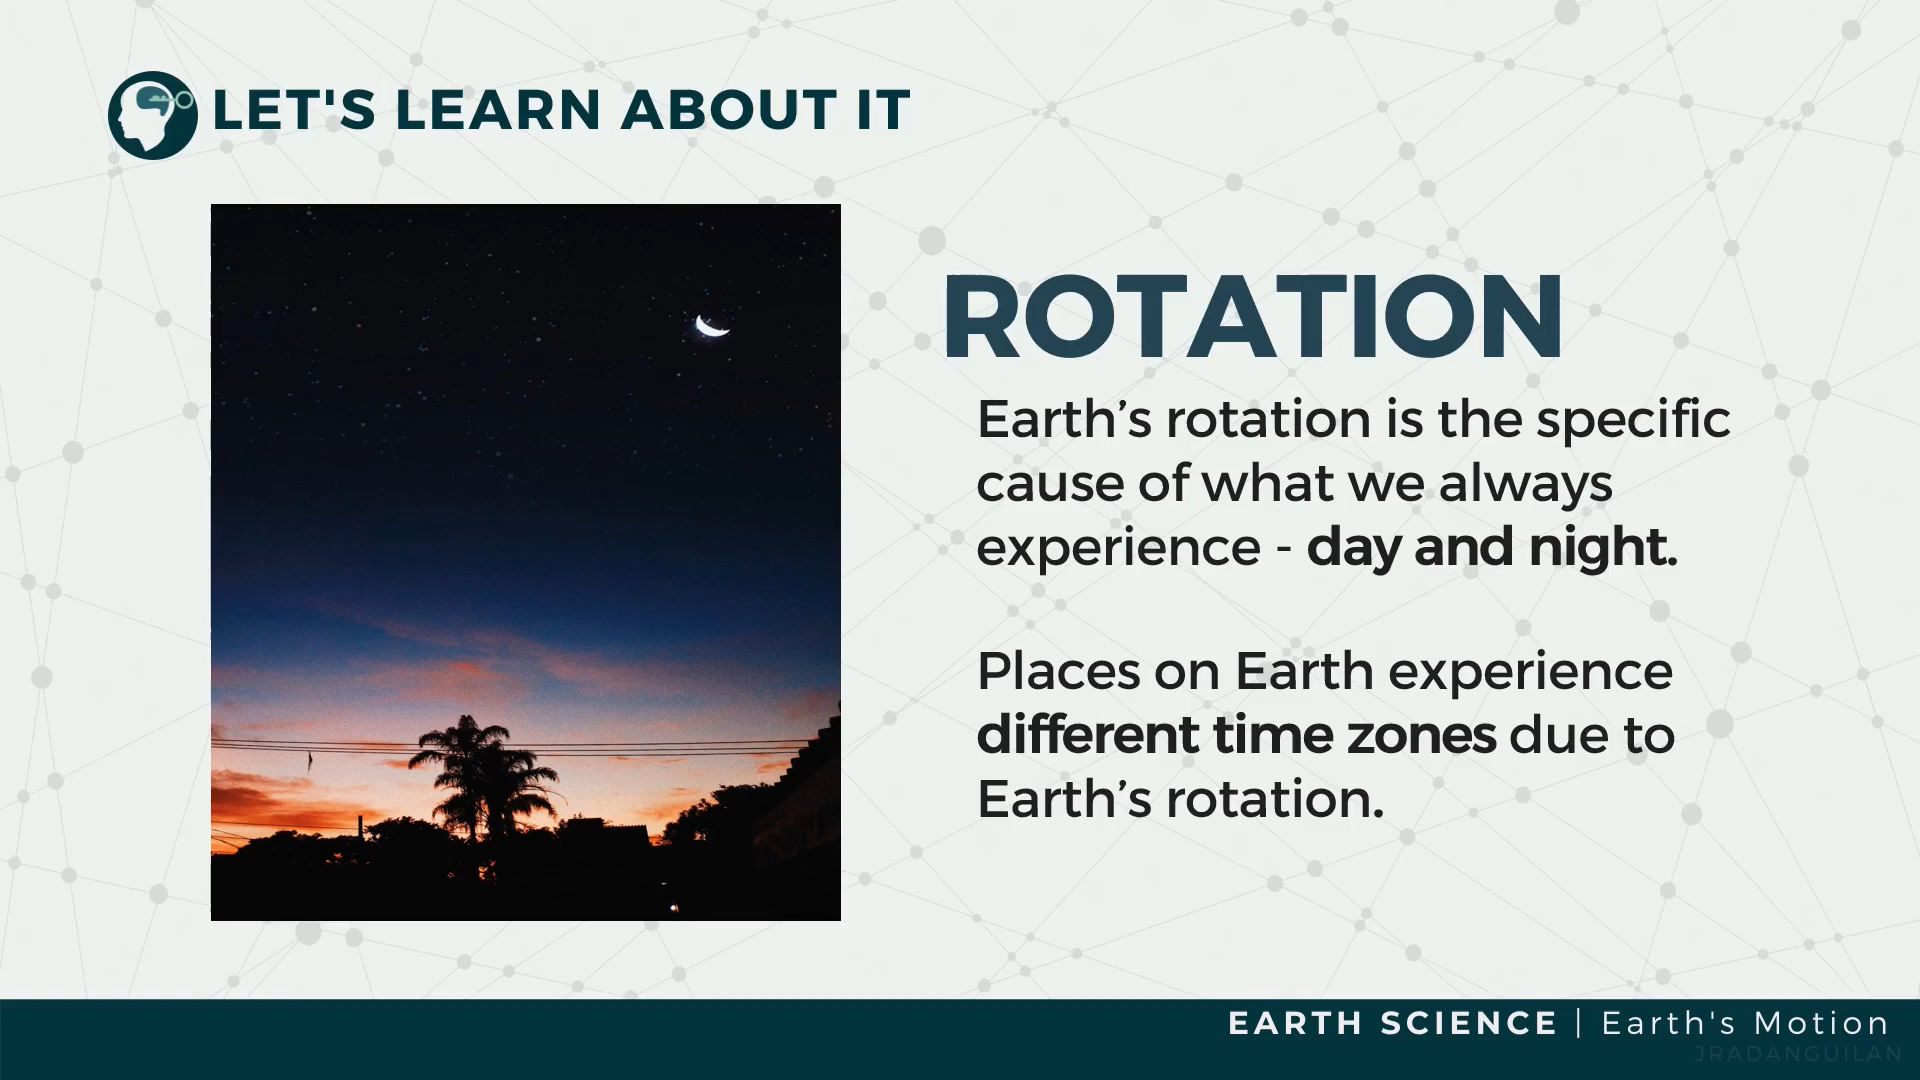 LET'S LEARN ABOUT IT
ROTATION
Earth’s rotation is the specific
cause of what we always
experience - day and night.
Places on Earth experience
different time zones due to
Earth’s rotation.
EARTH SCIENCE | Earth's Motion
JRADANGUILAN